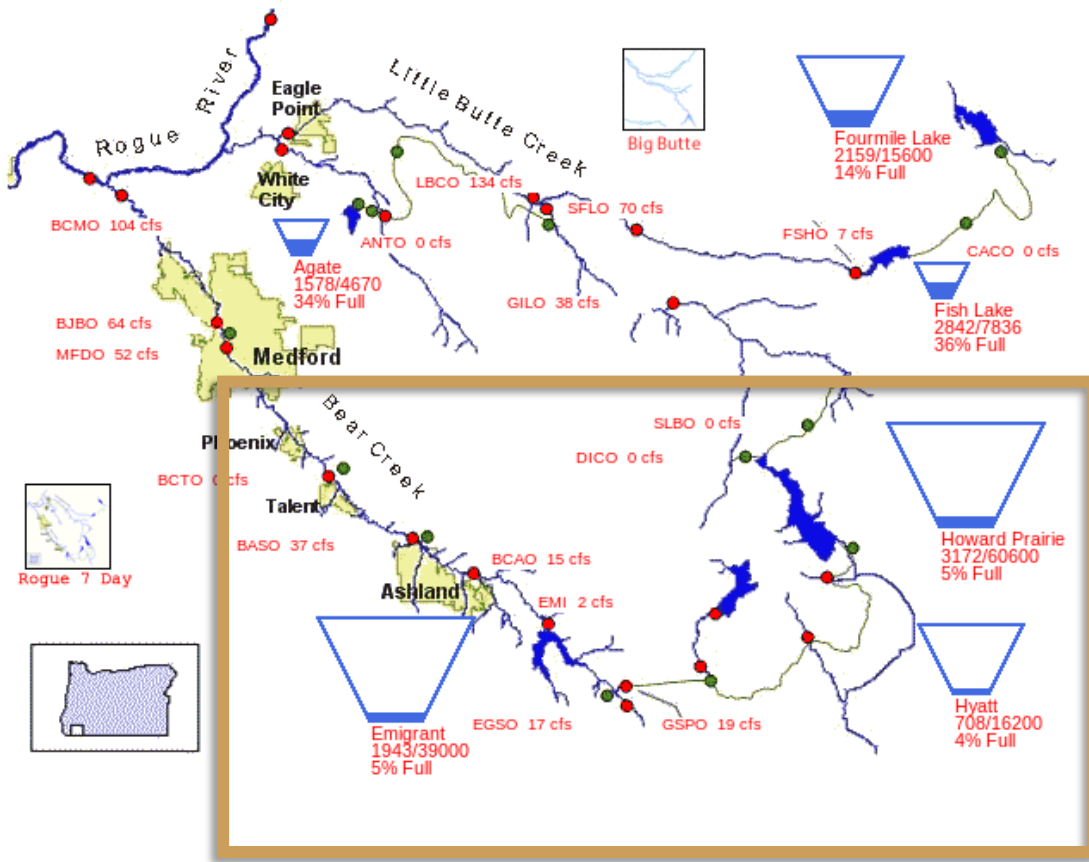 Rogue River
Eagle
Point
Little Butte Creek
Big Butte
Fourmile Lake
2159/15600
14% Full
White
City
LBCO 134 cfs
SFLO 70 cfs
BCMO 104 cfs
ANTO 0 cfs
FSHO 7 cfs
CACO 0 cfs
Agate
1578/4670
34% Full
GILO 38 cfs
Fish Lake
2842/7836
36% Full
BJBO 64 cfs
MFDO 52 cfs
Medford
Bear Creek
SLBO 0 cfs
Phoenix
DICO 0 cfs
BCTO 0 cfs
Talent
Howard Prairie
3172/60600
5% Full
BASO 37 cfs
BCAO 15 cfs
Rogue 7 Day
Ashland
EMI 2 cfs
EGSO 17 cfs
GSPO 19 cfs
Hyatt
708/16200
4% Full
Emigrant
1943/39000
5% Full